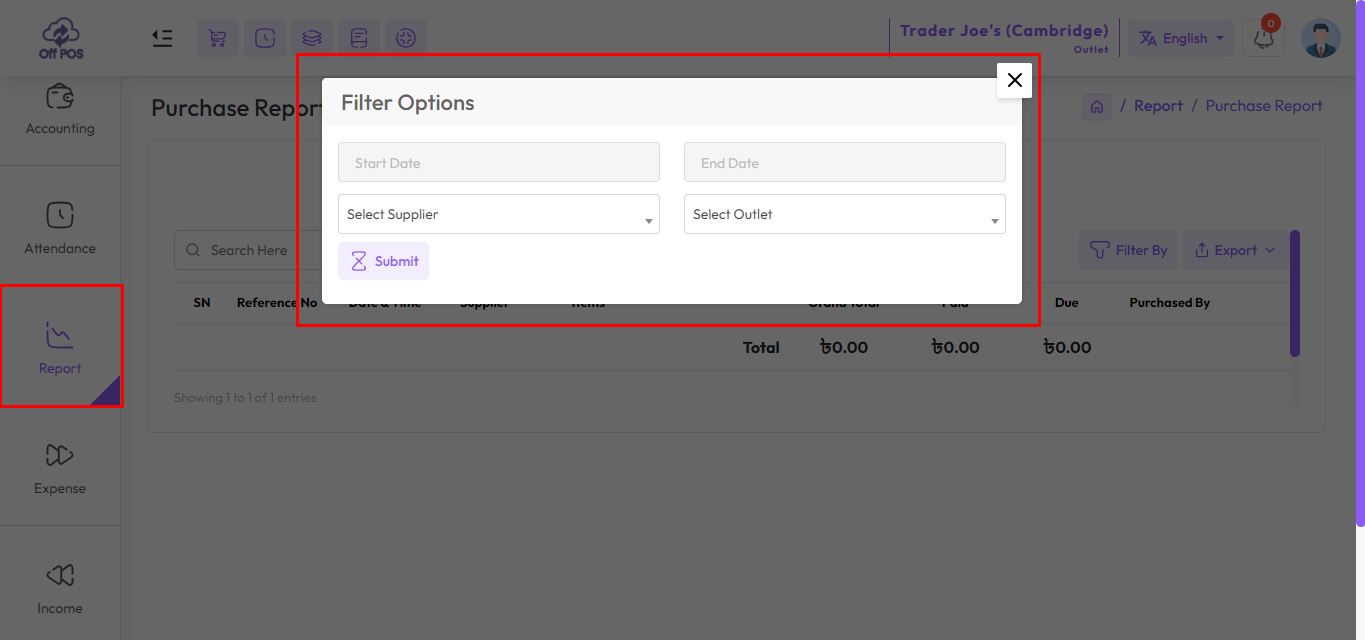 Off POS
Trader Joe's (Cambridge)
Outlet
English
0
Accounting
Attendance
Report
Expense
Income
Purchase Report
/ Report / Purchase Report
Filter Options
Start Date
End Date
Select Supplier
Select Outlet
Submit
Search Here
Filter By
Export
SN Reference No Date & Time Supplier Items Grand Total Paid Due Purchased By
Total ৳0.00 ৳0.00 ৳0.00
Showing 1 to 1 of 1 entries